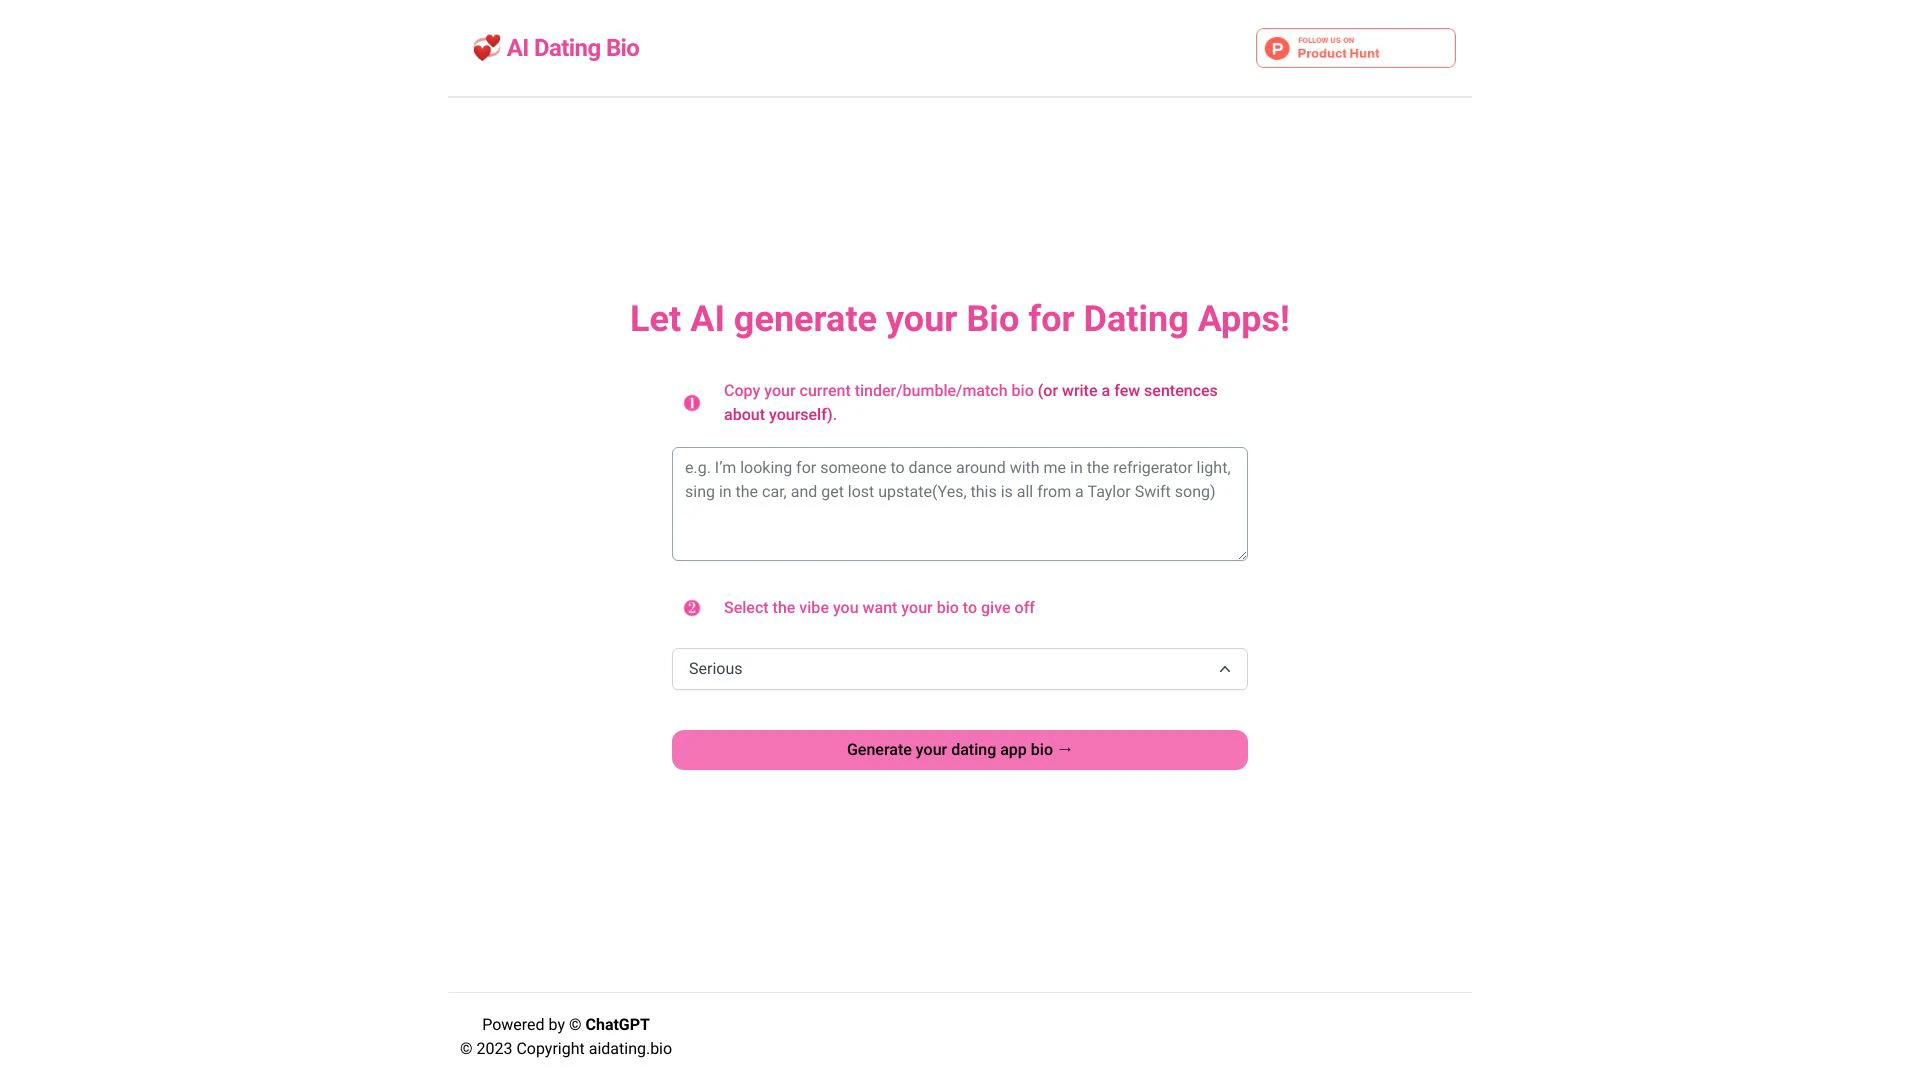 AI Dating Bio
FOLLOW US ON
Product Hunt
Let AI generate your Bio for Dating Apps!
1 Copy your current tinder/bumble/match bio (or write a few sentences
about yourself).
e.g. I’m looking for someone to dance around with me in the refrigerator light,
sing in the car, and get lost upstate(Yes, this is all from a Taylor Swift song)
2 Select the vibe you want your bio to give off
Serious
Generate your dating app bio →
Powered by © ChatGPT
© 2023 Copyright aidating.bio